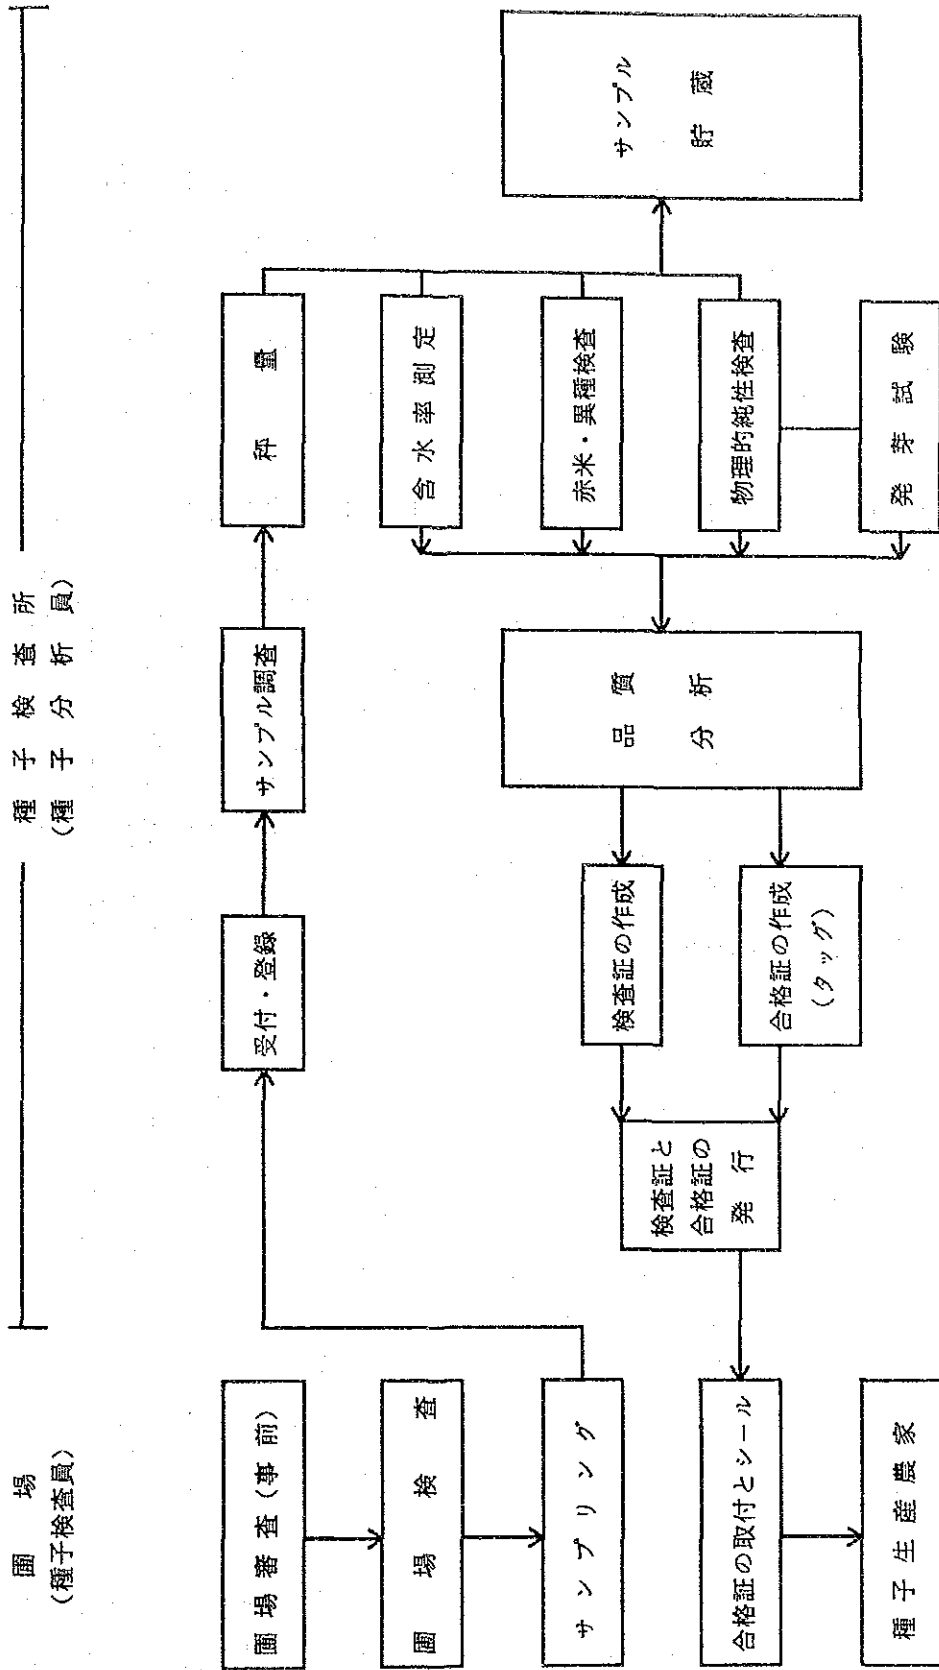 圃場
(種子検査員)
種子検査所
(種子分析員)
圃場審査(事前)
圃場検査
サンプリング
受付・登録
サンプル調査
秤量
含水率測定
赤米・異種検査
物理的純性検査
発芽試験
サンプル
貯蔵
品質
分析
検査証の作成
合格証の作成
(タッグ)
検査証と
合格証の
発行
合格証の取付とシール
種子生産農家